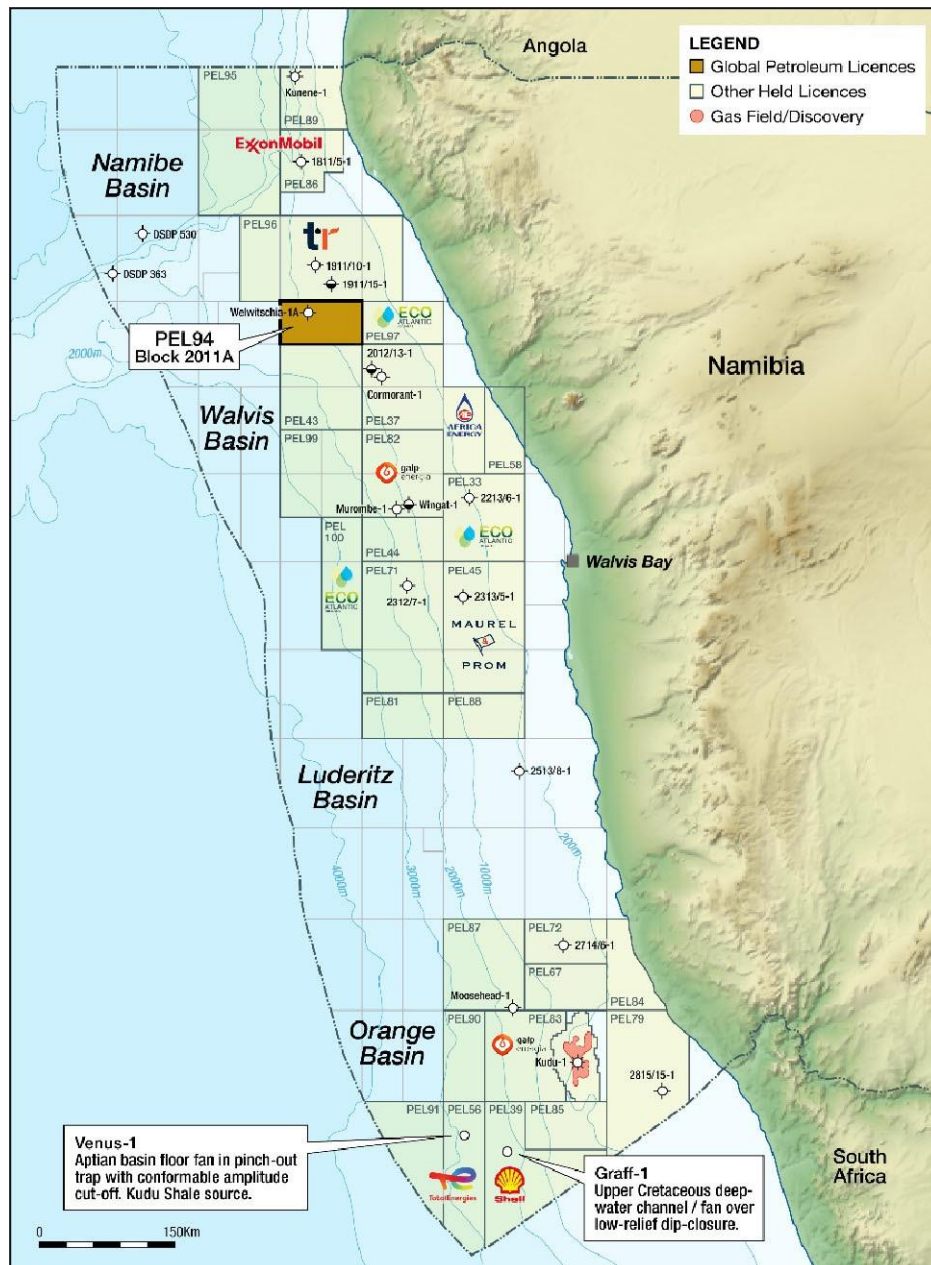 Angola
LEGEND
Global Petroleum Licences
Other Held Licences
Gas Field/Discovery
PEL95
Kunene-1
PEL89
ExxonMobil
1811/5-1
PEL86
Namibe
Basin
DSDP 530
DSDP 363
PEL96
tr
1911/10-1
1911/15-1
Welwitschia-1A
ECO
ATLANTIC
PEL97
PEL94
Block 2011A
2000m
Namibia
2012/13-1
Cormorant-1
Walvis
Basin
PEL43
PEL37
AFRICA
ENERGY
PEL99
PEL82
PEL58
galp
energia
PEL33
2213/6-1
Murombe-1
Wingat-1
PEL
100
ECO
ATLANTIC
PEL44
Walvis Bay
PEL71
PEL45
ECO
ATLANTIC
2312/7-1
2313/5-1
MAUREL
PROM
PEL81
PEL88
2513/8-1
Luderitz
Basin
4000m
3000m
2000m
1000m
200m
PEL87
PEL72
2714/6-1
PEL67
Moosehead-1
PEL84
Orange
Basin
PEL90
PEL83
PEL79
galp
energia
Kudu-1
2815/15-1
PEL91
PEL56
PEL39
PEL85
Venus-1
Aptian basin floor fan in pinch-out
trap with conformable amplitude
cut-off. Kudu Shale source.
TotalEnergies
Shell
Graff-1
Upper Cretaceous deep-
water channel / fan over
low-relief dip-closure.
South
Africa
0
150Km